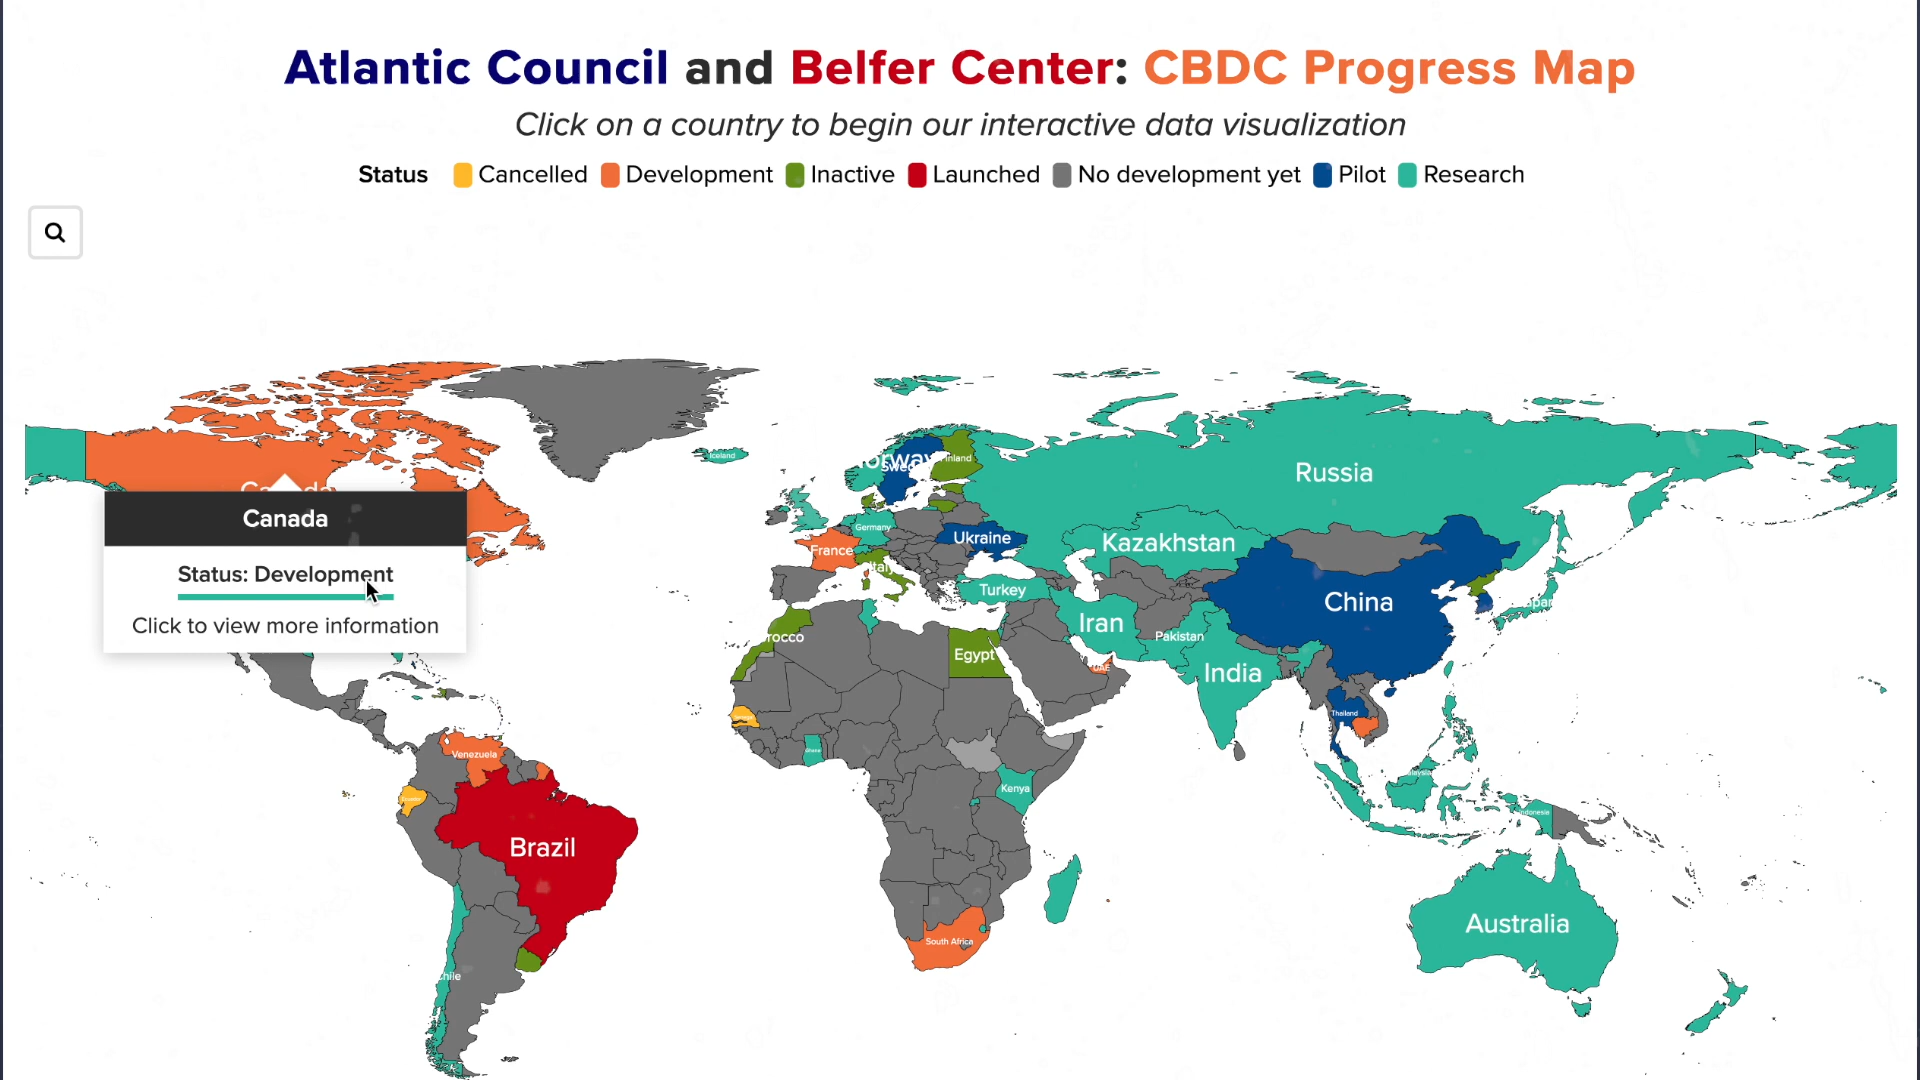 Atlantic Council and Belfer Center: CBDC Progress Map
Click on a country to begin our interactive data visualization
Status Cancelled Development Inactive Launched No development yet Pilot Research
Iceland
Russia
Germany
Ukraine
France
Kazakhstan
Canada
Status: Development
Click to view more information
Turkey
China
Iran
Pakistan
Egypt
India
UAE
Thailand
Venezuela
Kenya
Brazil
South Africa
Australia